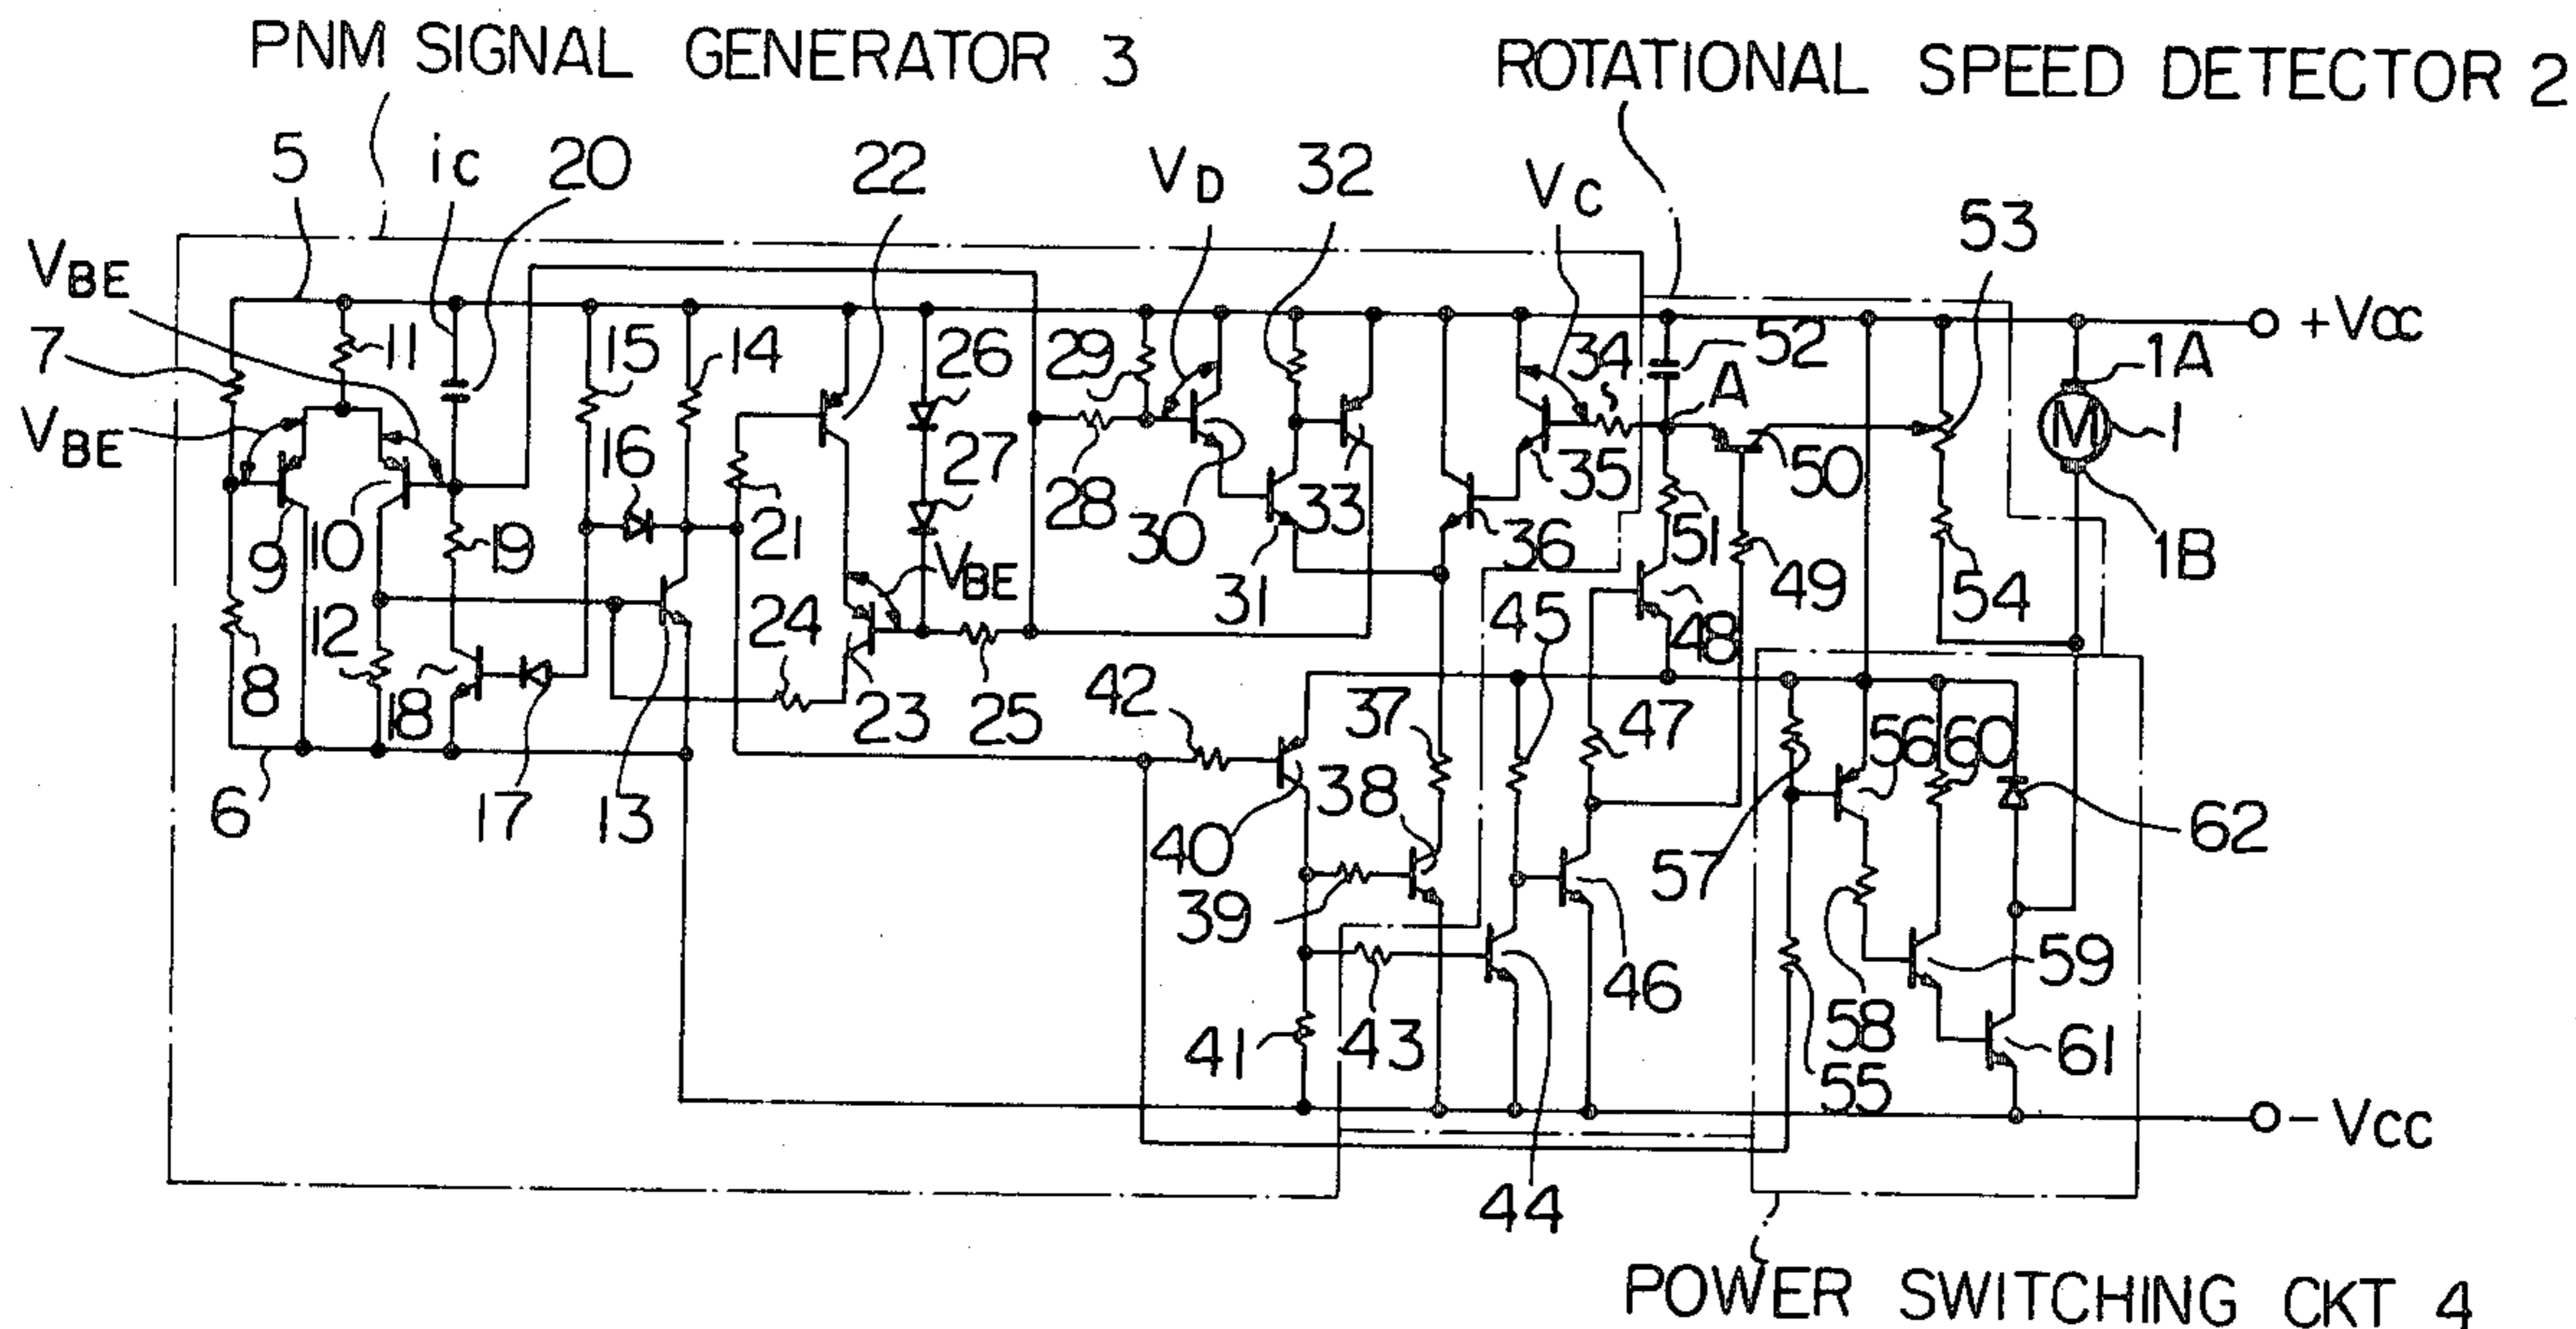 PNM SIGNAL GENERATOR 3
ROTATIONAL SPEED DETECTOR 2
5 ic 20 22 VD 32 VC 53
VBE
7 11 15 14 26 29 34 52 A +VCC
1A
VBE 16 27 M 1
9 10 19 21 28 30 33 35 50
31 36 51 49 1B
VBE
8 12 18 24 23 25 42 45 48 54
37 47 56 60
6 17 13 40 38 57 62
39 46 59
41 43 58 61
55
44
-VCC
POWER SWITCHING CKT 4